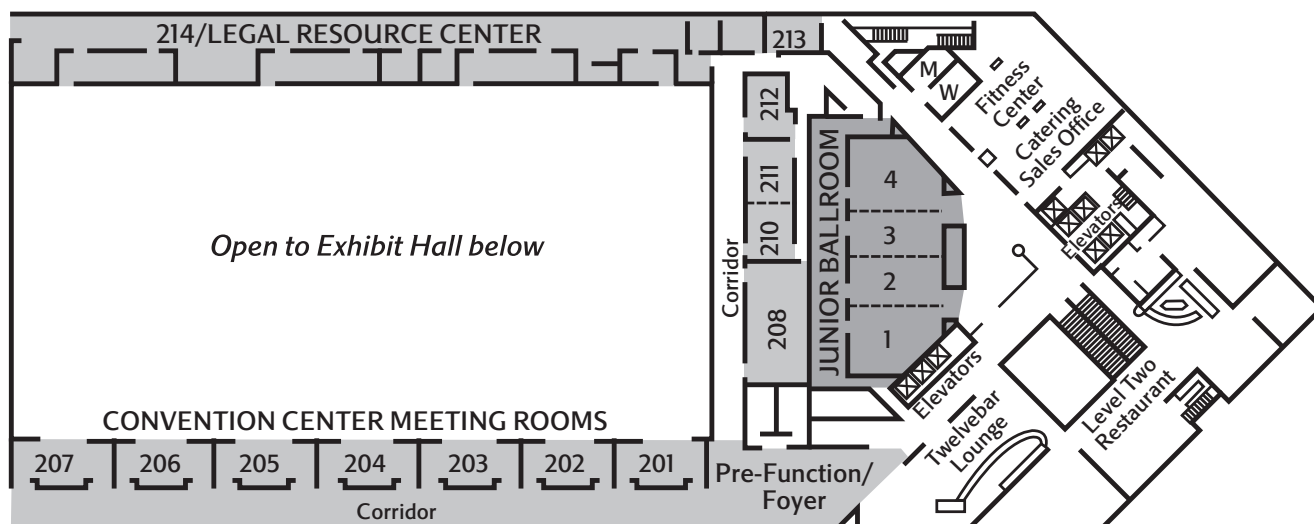 214/LEGAL RESOURCE CENTER
213
M
W
Fitness
Center
Catering
Sales Office
212
211
210
208
Corridor
JUNIOR BALLROOM
4
3
2
1
Elevators
Open to Exhibit Hall below
Elevators
Level Two
Restaurant
Twelvebar
Lounge
CONVENTION CENTER MEETING ROOMS
207
206
205
204
203
202
201
Pre-Function/
Foyer
Corridor